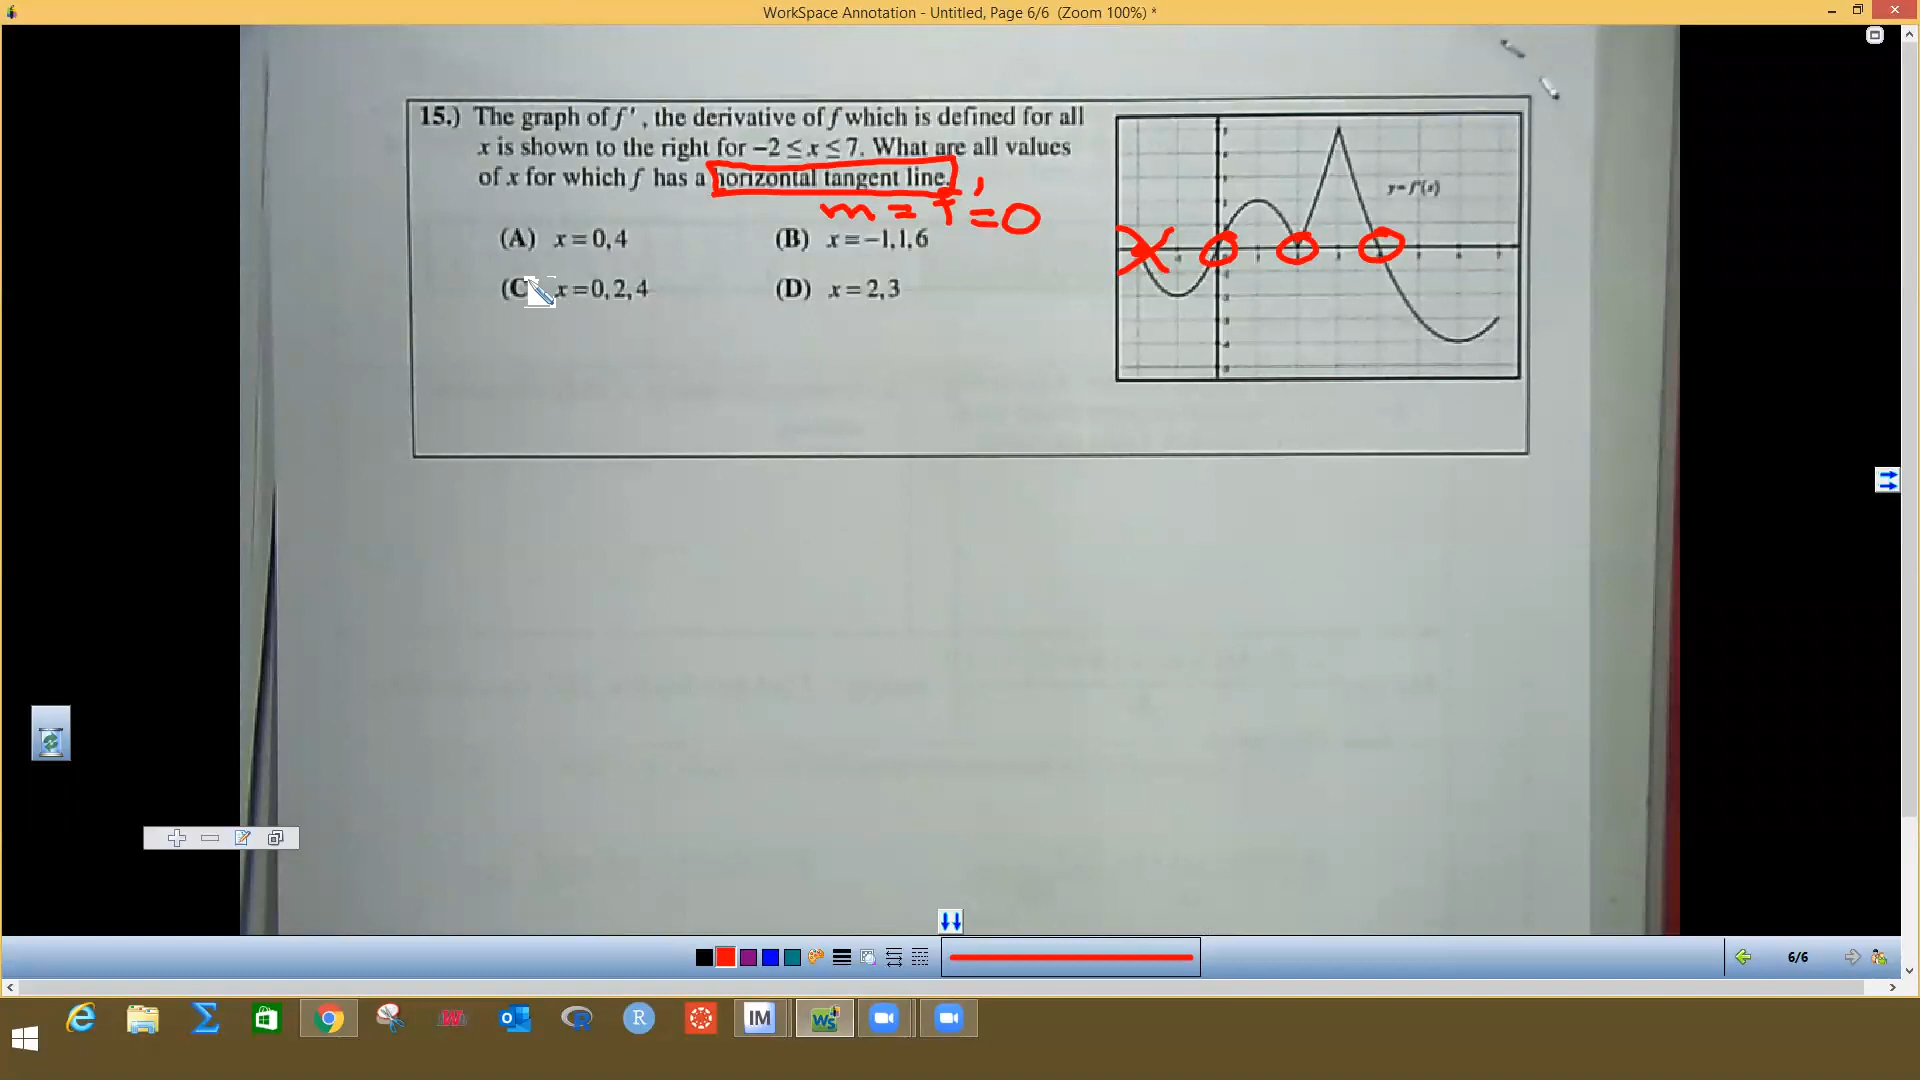 WorkSpace Annotation - Untitled, Page 6/6 (Zoom 100%) *
15.) The graph of f ′, the derivative of f which is defined for all
x is shown to the right for −2 ≤ x ≤ 7. What are all values
of x for which f has a horizontal tangent line.
m = f' = 0
(A) x = 0, 4
(B) x = −1, 1, 6
(C x = 0, 2, 4
(D) x = 2, 3
y = f'(x)
6/6
W
R
R
IM
WS